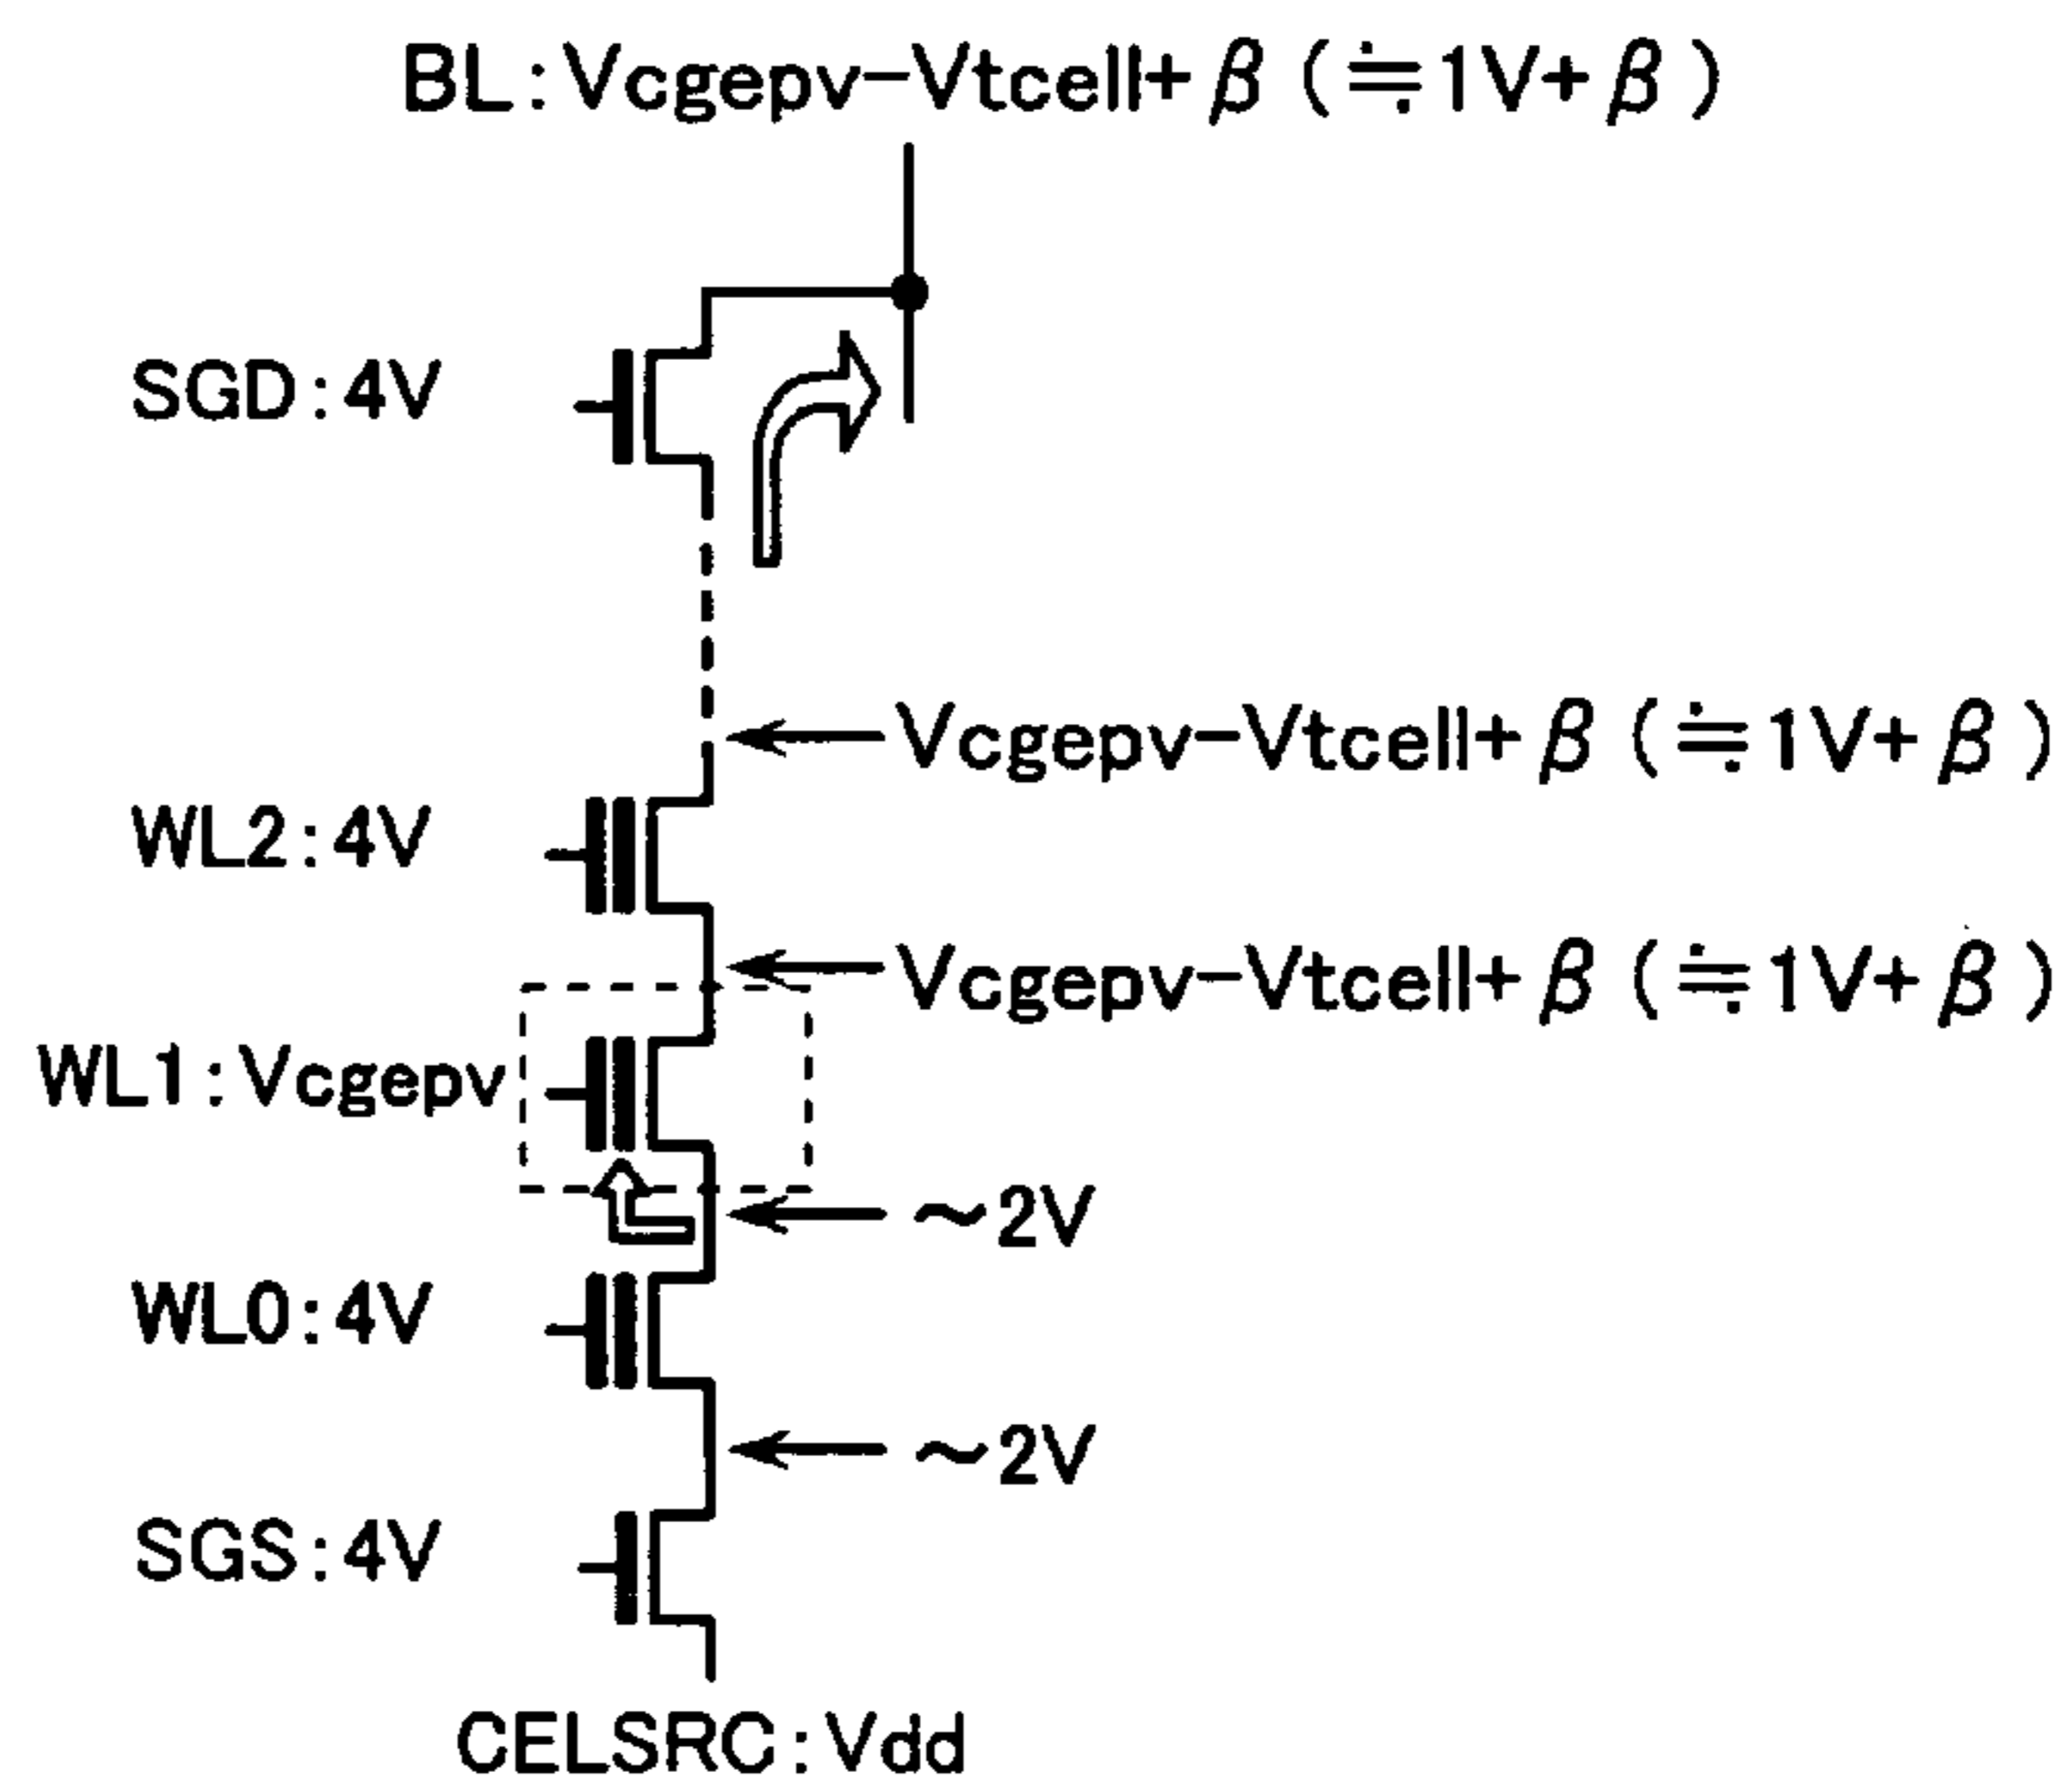 BL:Vcgepv-Vtcell+β(≒1V+β)
SGD:4V
Vcgepv-Vtcell+β(≒1V+β)
WL2:4V
Vcgepv-Vtcell+β(≒1V+β)
WL1:Vcgepv
~2V
WL0:4V
~2V
SGS:4V
CELSRC:Vdd